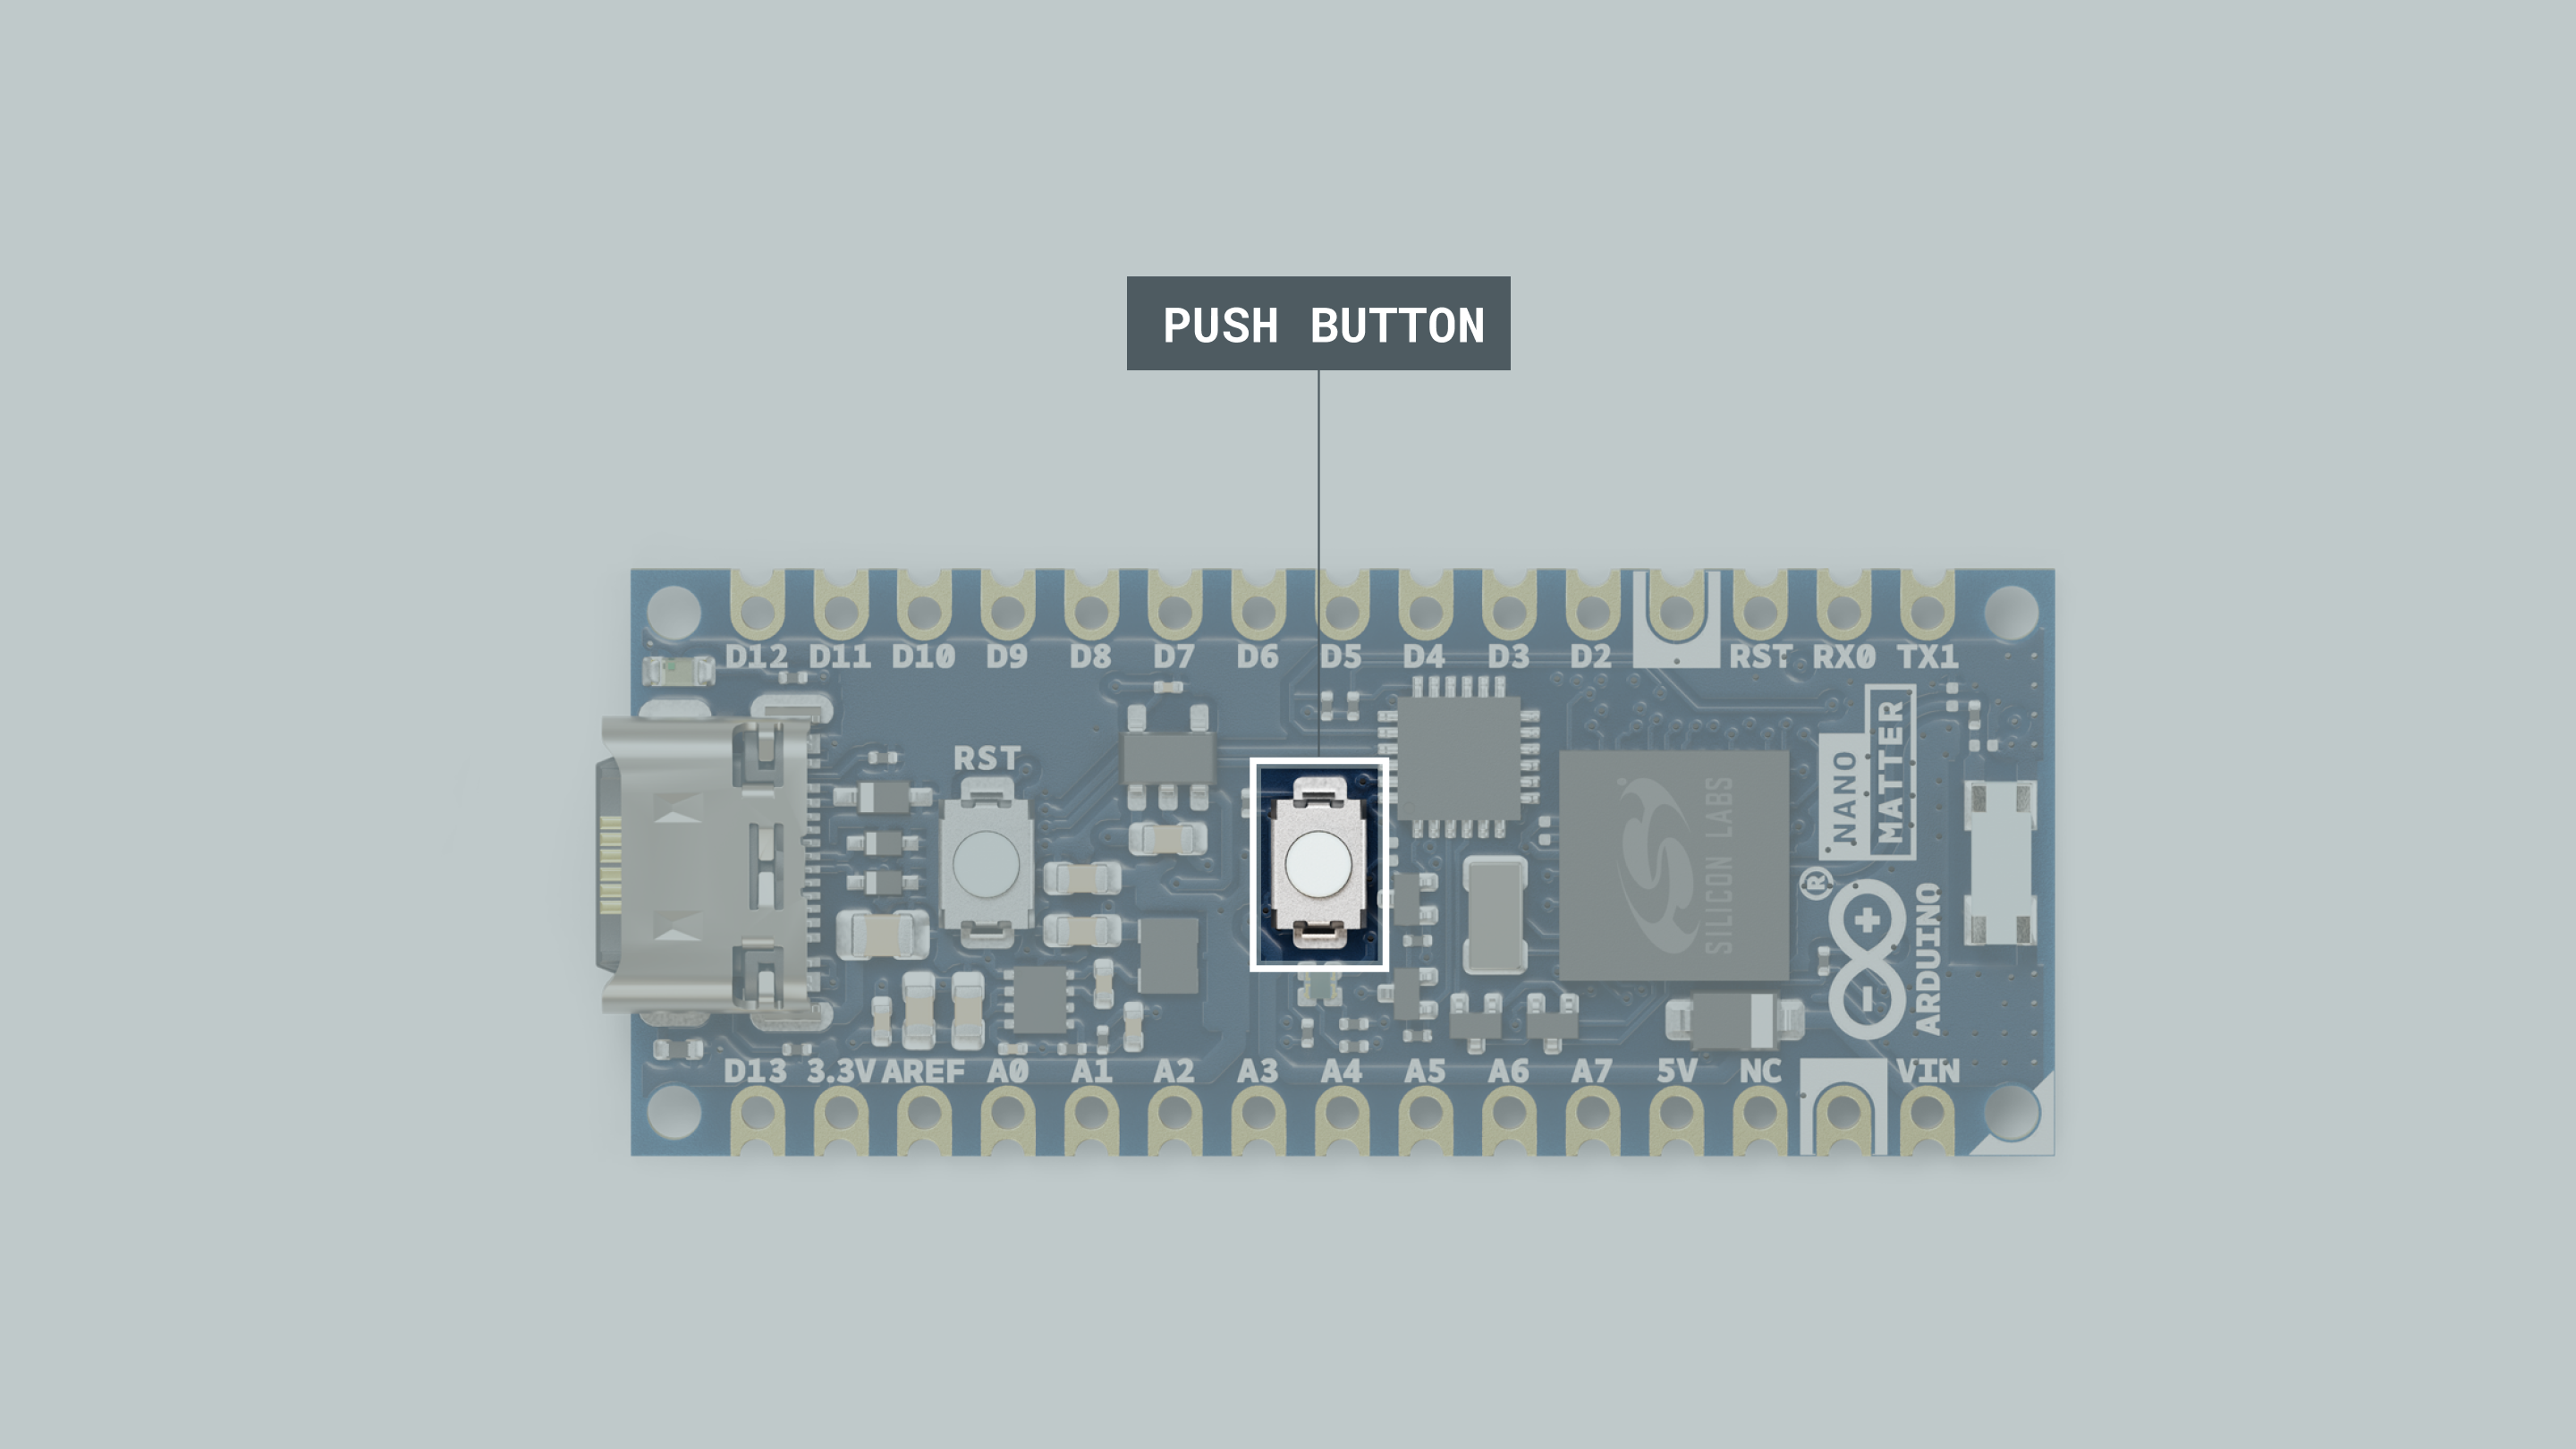 PUSH BUTTON
D12 D11 D10 D9 D8 D7 D6 D5 D4 D3 D2 RST RX0 TX1
RST
NANO
MATTER
SILICON LABS
®
ARDUINO
D13 3.3V AREF A0 A1 A2 A3 A4 A5 A6 A7 5V NC VIN